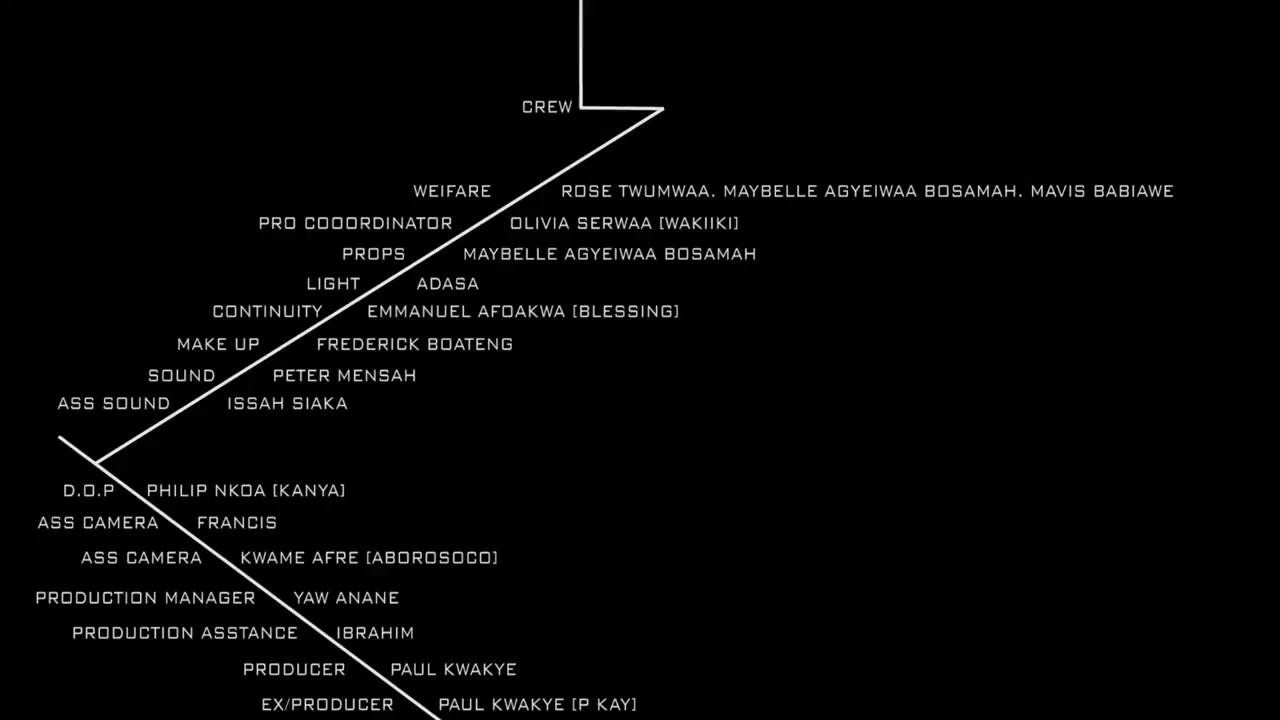 CREW
WEIFARE ROSE TWUMWAA. MAYBELLE AGYEIWAA BOSAMAH. MAVIS BABIAWE
PRO COOORDINATOR OLIVIA SERWAA [WAKIIKI]
PROPS MAYBELLE AGYEIWAA BOSAMAH
LIGHT ADASA
CONTINUITY EMMANUEL AFOAKWA [BLESSING]
MAKE UP FREDERICK BOATENG
SOUND PETER MENSAH
ASS SOUND ISSAH SIAKA
D.O.P PHILIP NKOA [KANYA]
ASS CAMERA FRANCIS
ASS CAMERA KWAME AFRE [ABOROSOCO]
PRODUCTION MANAGER YAW ANANE
PRODUCTION ASSTANCE IBRAHIM
PRODUCER PAUL KWAKYE
EX/PRODUCER PAUL KWAKYE [P KAY]